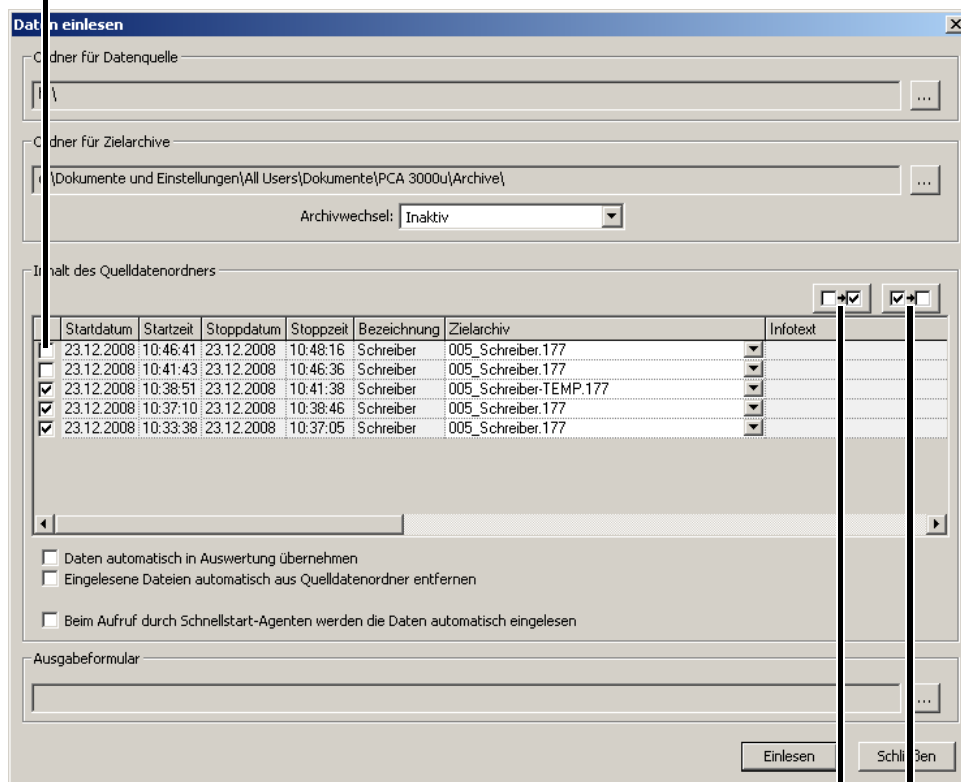 Daten einlesen
Ordner für Datenquelle
...
Ordner für Zielarchive
\Dokumente und Einstellungen\All Users\Dokumente\PCA 3000u\Archive\
...
Archivwechsel: Inaktiv
Inhalt des Quelldatenordners
Startdatum Startzeit Stoppdatum Stoppzeit Bezeichnung Zielarchiv Infotext
23.12.2008 10:46:41 23.12.2008 10:48:16 Schreiber 005_Schreiber.177
23.12.2008 10:41:43 23.12.2008 10:46:36 Schreiber 005_Schreiber.177
23.12.2008 10:38:51 23.12.2008 10:41:38 Schreiber 005_Schreiber-TEMP.177
23.12.2008 10:37:10 23.12.2008 10:38:46 Schreiber 005_Schreiber.177
23.12.2008 10:33:38 23.12.2008 10:37:05 Schreiber 005_Schreiber.177
Daten automatisch in Auswertung übernehmen
Eingelesene Dateien automatisch aus Quelldatenordner entfernen
Beim Aufruf durch Schnellstart-Agenten werden die Daten automatisch eingelesen
Ausgabeformular
...
Einlesen Schließen